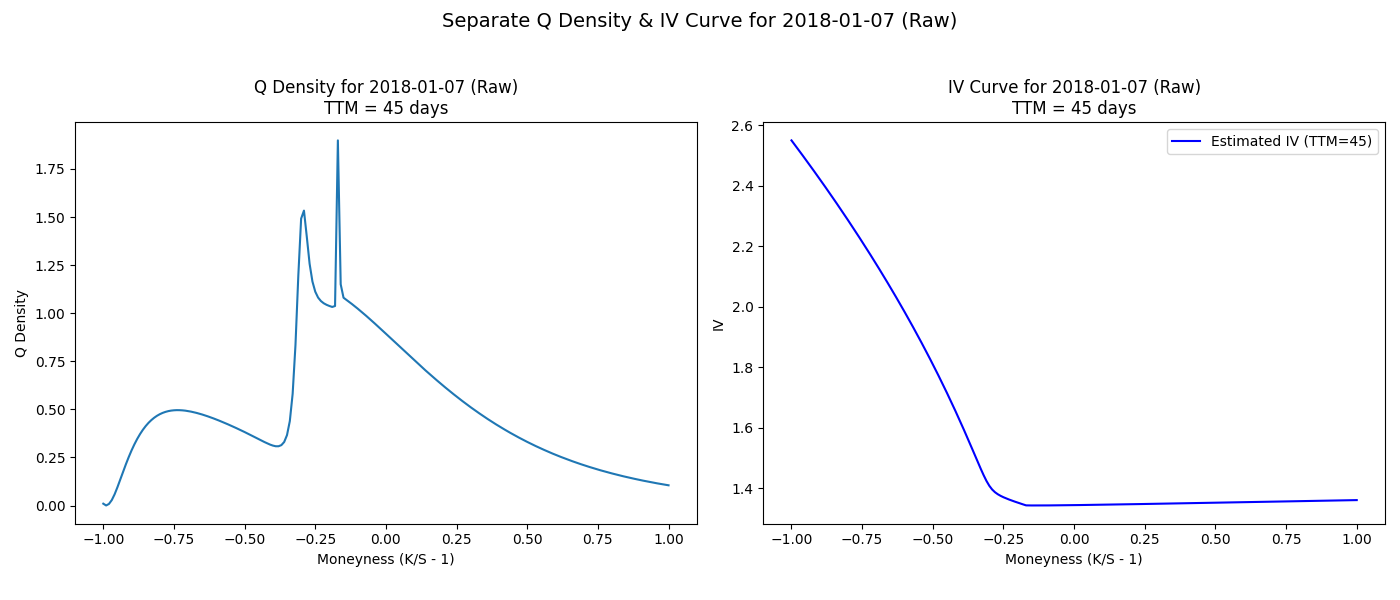 Separate Q Density & IV Curve for 2018-01-07 (Raw)
Q Density for 2018-01-07 (Raw)
TTM = 45 days
Q Density
1.75
1.50
1.25
1.00
0.75
0.50
0.25
0.00
−1.00 −0.75 −0.50 −0.25 0.00 0.25 0.50 0.75 1.00
Moneyness (K/S - 1)
IV Curve for 2018-01-07 (Raw)
TTM = 45 days
Estimated IV (TTM=45)
IV
2.6
2.4
2.2
2.0
1.8
1.6
1.4
−1.00 −0.75 −0.50 −0.25 0.00 0.25 0.50 0.75 1.00
Moneyness (K/S - 1)